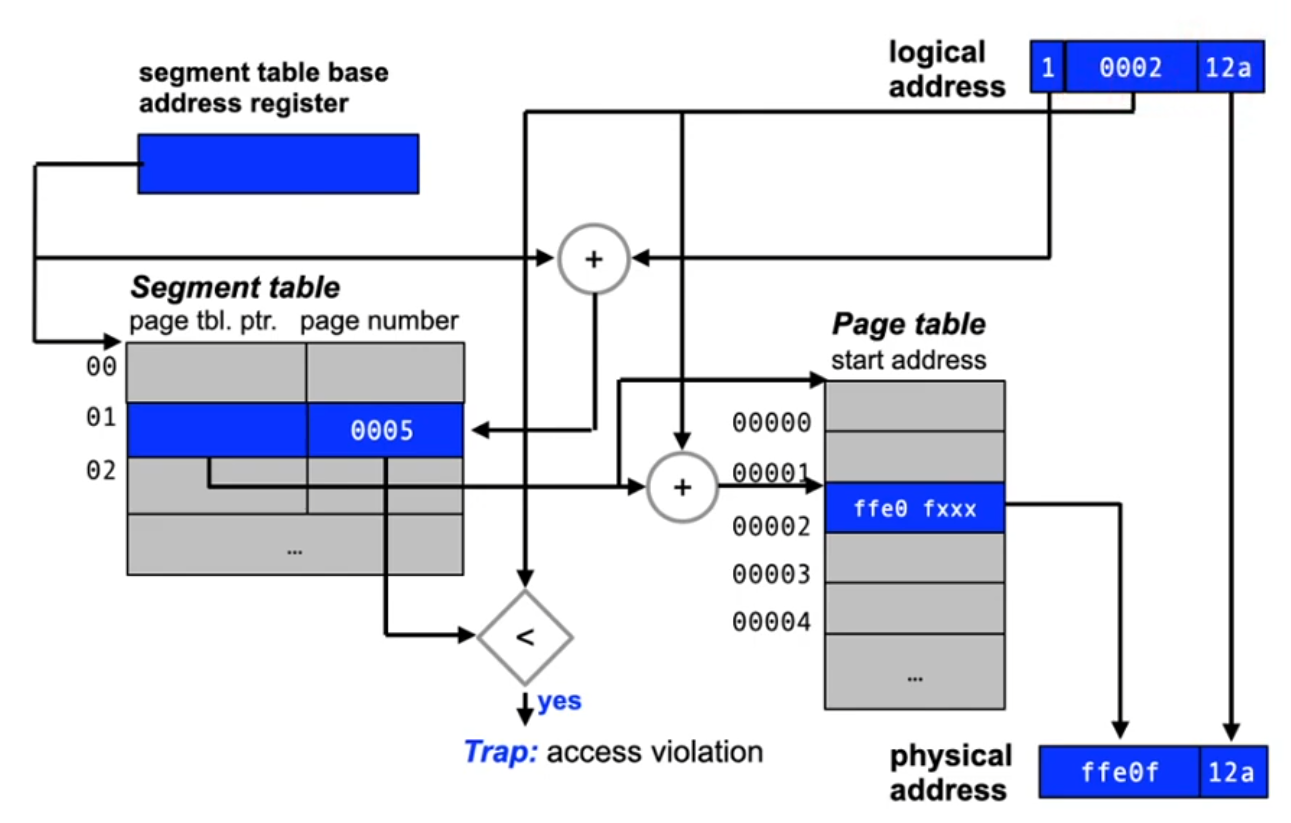 logical
address
1 0002 12a
segment table base
address register
+
Segment table
page tbl. ptr. page number
00
01 0005
02
…
Page table
start address
00000
00001
+
ffe0 fxxx
00002
00003
00004
…
<
yes
Trap: access violation
physical
address
ffe0f 12a